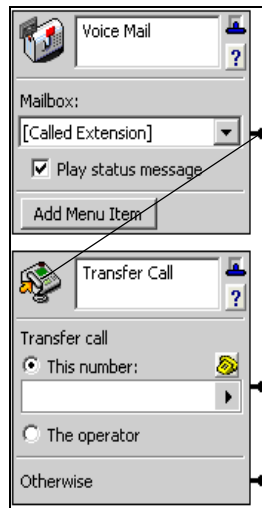 Voice Mail
?
Mailbox:
[Called Extension]
Play status message
Add Menu Item
Transfer Call
?
Transfer call
This number:
The operator
Otherwise